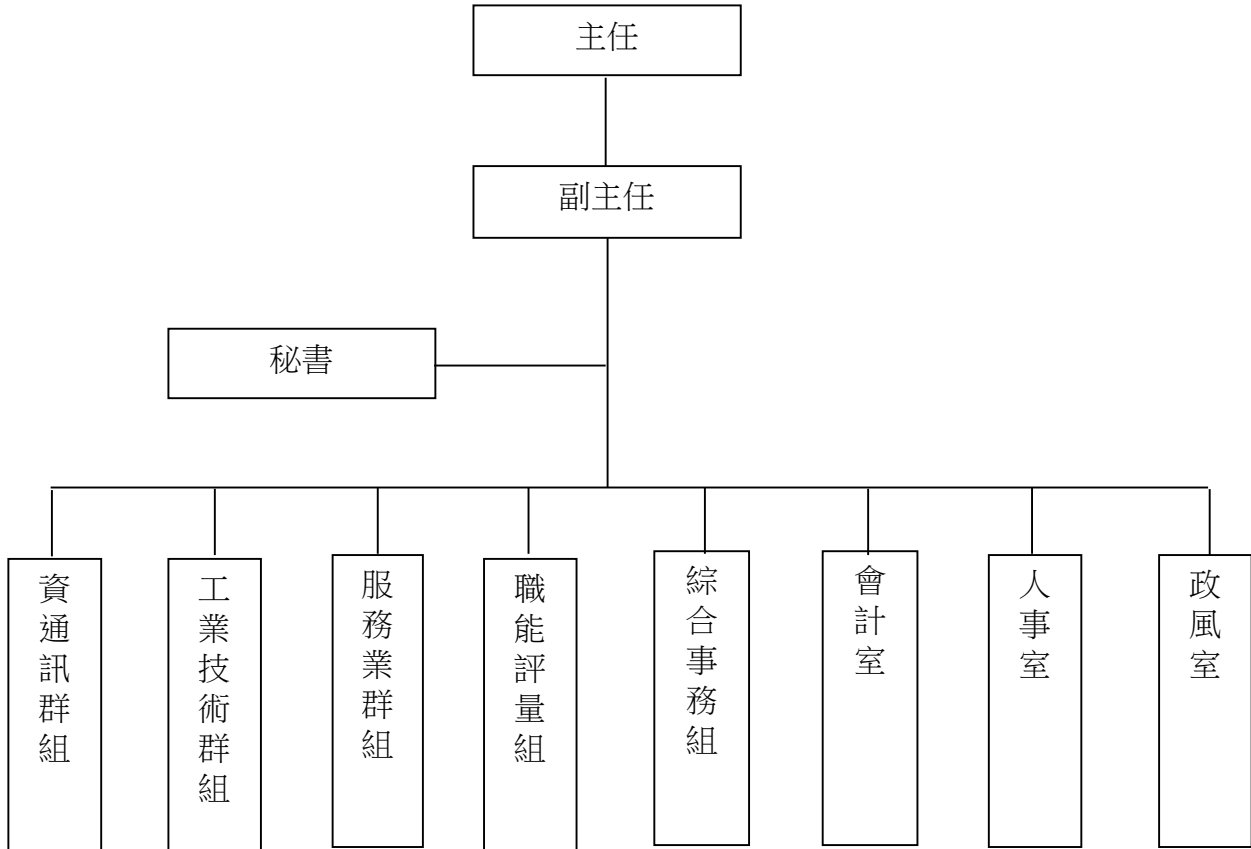 主任
副主任
秘書
資通訊群組
工業技術群組
服務業群組
職能評量組
綜合事務組
會計室
人事室
政風室